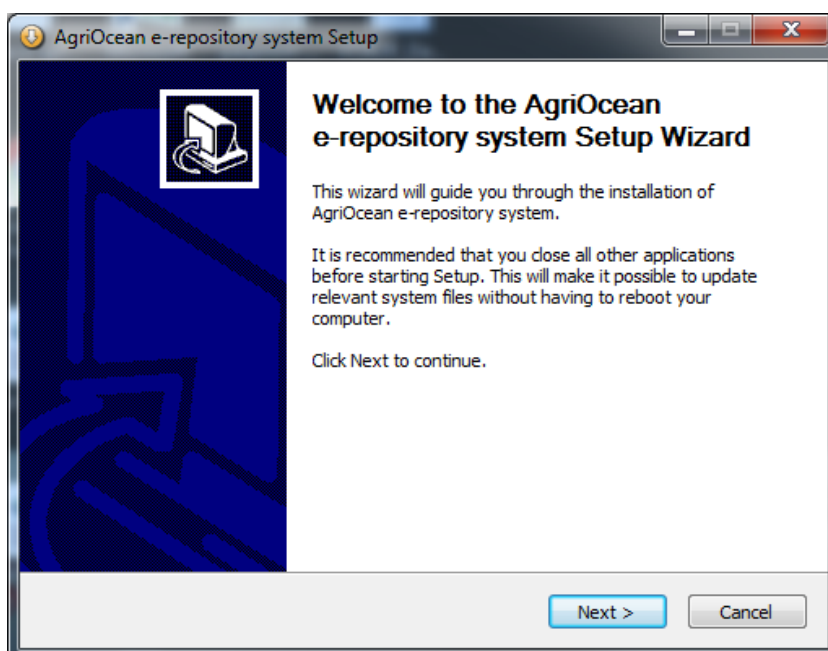 AgriOcean e-repository system Setup
Welcome to the AgriOcean
e-repository system Setup Wizard
This wizard will guide you through the installation of
AgriOcean e-repository system.
It is recommended that you close all other applications
before starting Setup. This will make it possible to update
relevant system files without having to reboot your
computer.
Click Next to continue.
Next >
Cancel